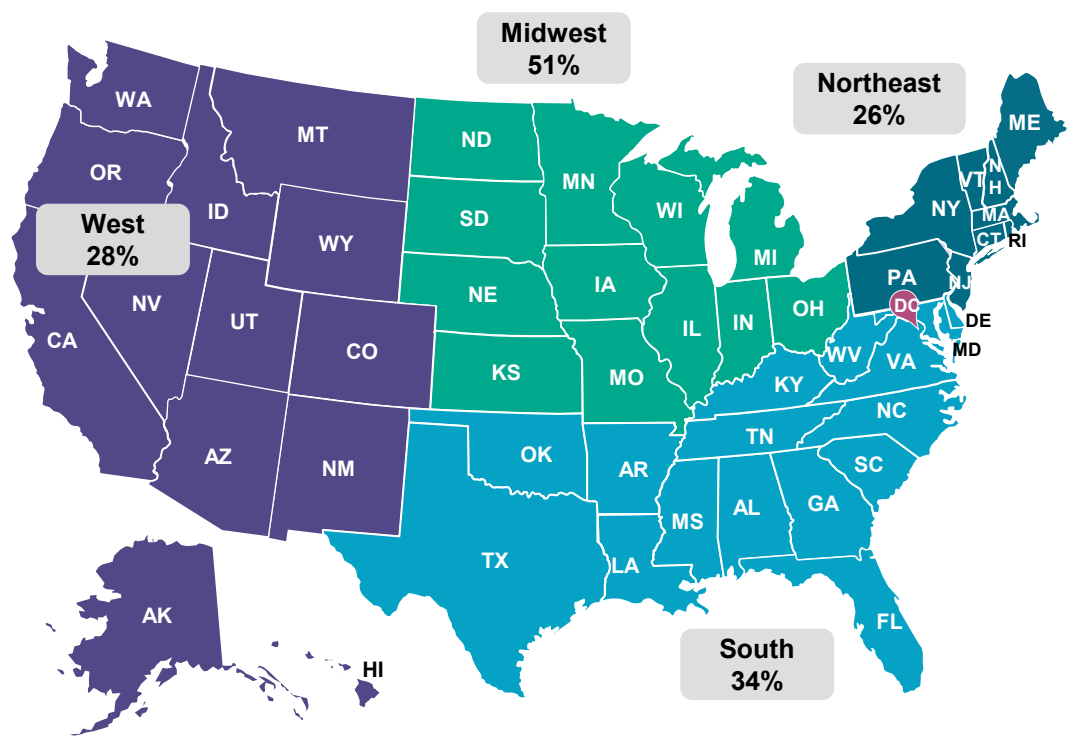 Midwest
51%
Northeast
26%
West
28%
South
34%
WA
MT
ND
MN
ME
OR
ID
SD
WI
VT
N
H
NY
MA
WY
MI
CT
RI
NV
NE
IA
PA
NJ
UT
IL
IN
OH
DC
DE
CA
CO
KS
MO
WV
VA
MD
KY
NC
AZ
NM
OK
AR
TN
SC
TX
LA
MS
AL
GA
AK
HI
FL